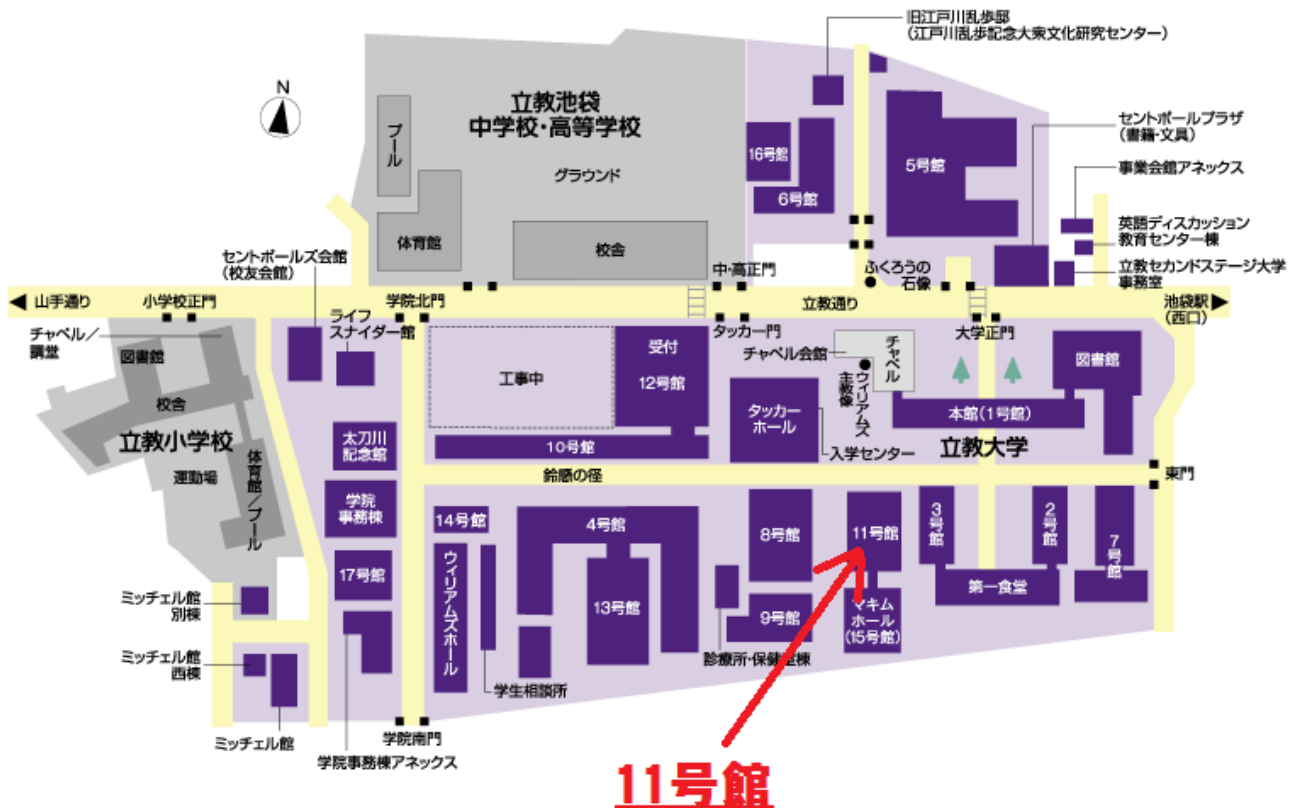 旧江戸川乱歩邸
(江戸川乱歩記念大衆文化研究センター)
N
立教池袋
中学校・高等学校
プール
グラウンド
体育館
校舎
16号館
6号館
5号館
セントポールプラザ
(書籍・文具)
事業会館アネックス
英語ディスカッション
教育センター棟
立教セカンドステージ大学
事務室
セントポールズ会館
(校友会館)
中・高正門
ふくろうの
石像
山手通り
小学校正門
学院北門
立教通り
池袋駅
(西口)
ライフ
スナイダー館
タッカー門
大学正門
チャペル/
講堂
図書館
校舎
立教小学校
運動場
体育館/プール
工事中
受付
12号館
チャペル会館
チャペル
ウィリアムズ
主教像
図書館
本館(1号館)
立教大学
タッカー
ホール
入学センター
太刀川
記念館
10号館
鈴懸の径
東門
学院
事務棟
14号館
4号館
8号館
11号館
3号館
2号館
7号館
17号館
ウィリアムズホール
13号館
9号館
マキム
ホール
(15号館)
第一食堂
ミッチェル館
別棟
ミッチェル館
西棟
診療所・保健室棟
学生相談所
ミッチェル館
学院南門
学院事務棟アネックス
11号館